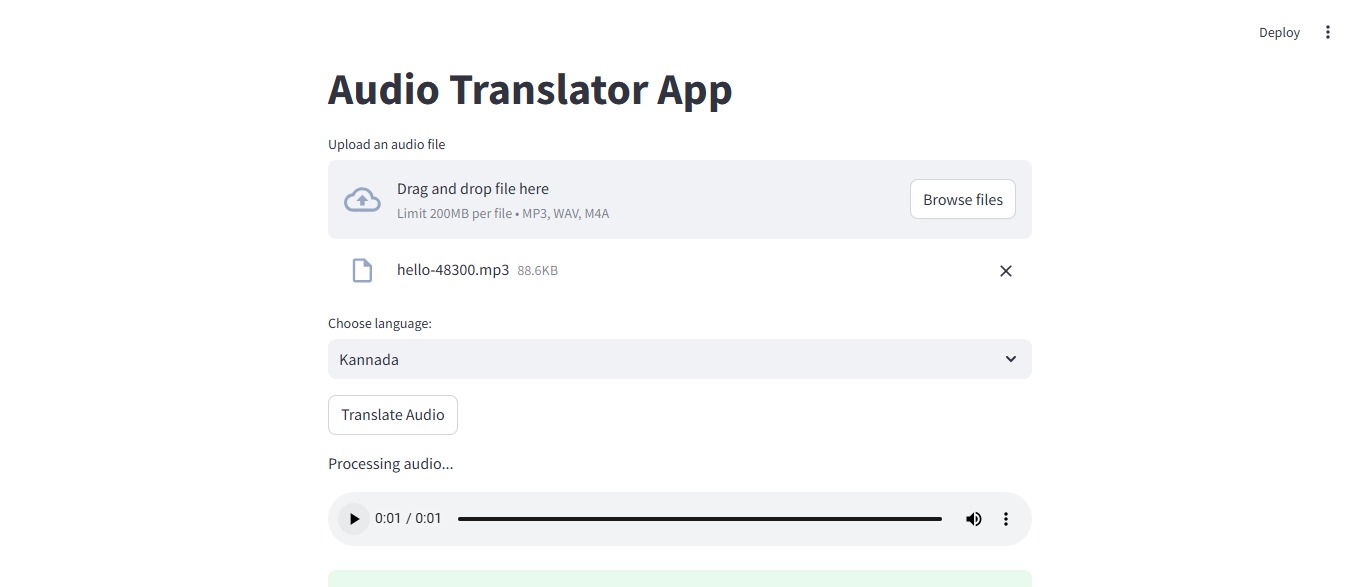 Deploy
Audio Translator App
Upload an audio file
Drag and drop file here
Limit 200MB per file • MP3, WAV, M4A
Browse files
hello-48300.mp3 88.6KB
Choose language:
Kannada
Translate Audio
Processing audio...
0:01 / 0:01